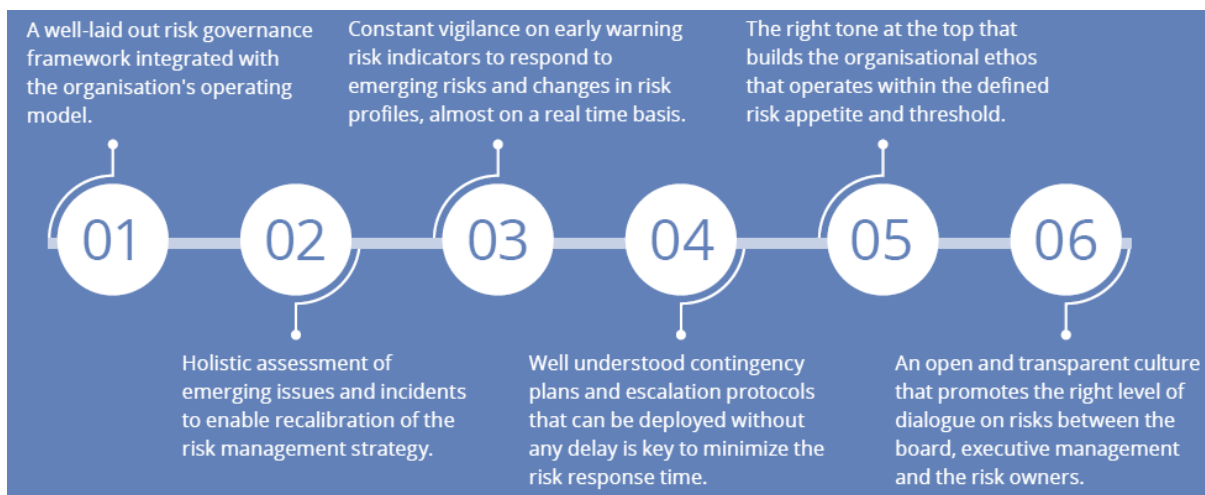 A well-laid out risk governance
framework integrated with
the organisation's operating
model.
Constant vigilance on early warning
risk indicators to respond to
emerging risks and changes in risk
profiles, almost on a real time basis.
The right tone at the top that
builds the organisational ethos
that operates within the defined
risk appetite and threshold.
01
02
03
04
05
06
Holistic assessment of
emerging issues and incidents
to enable recalibration of the
risk management strategy.
Well understood contingency
plans and escalation protocols
that can be deployed without
any delay is key to minimize the
risk response time.
An open and transparent culture
that promotes the right level of
dialogue on risks between the
board, executive management
and the risk owners.